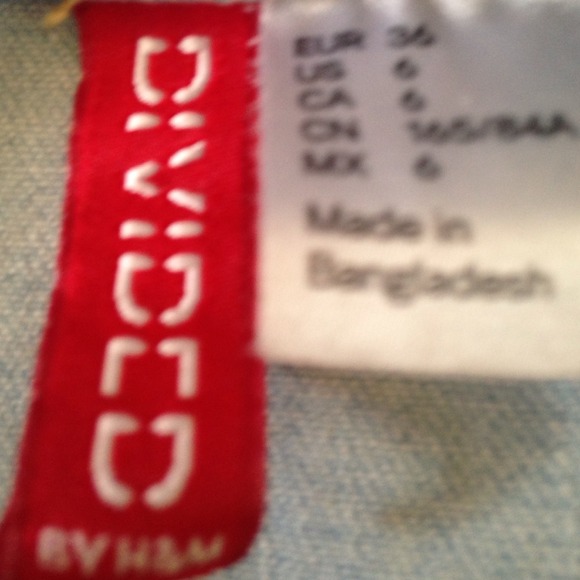 DIVIDED
BY H&M
EUR 36
US 6
CA 6
CN 165/84A
MX 6
Made in
Bangladesh